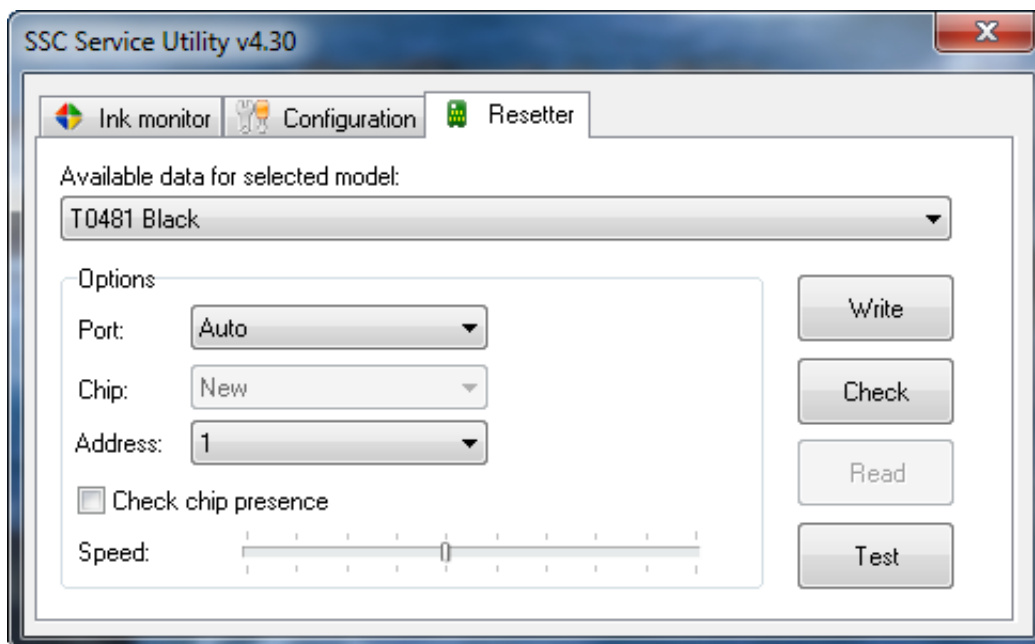 SSC Service Utility v4.30
Ink monitor Configuration Resetter
Available data for selected model:
T0481 Black
Options
Port: Auto
Chip: New
Address: 1
Check chip presence
Speed:
Write
Check
Read
Test